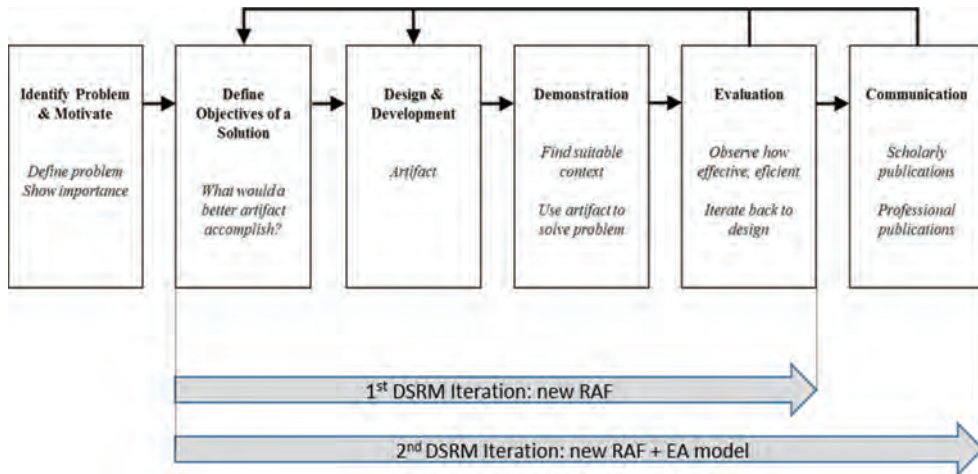 Identify Problem
& Motivate
Define problem
Show importance
Define
Objectives of a
Solution
What would a
better artifact
accomplish?
Design &
Development
Artifact
Demonstration
Find suitable
context
Use artifact to
solve problem
Evaluation
Observe how
effective, eficient
Iterate back to
design
Communication
Scholarly
publications
Professional
publications
1st DSRM Iteration: new RAF
2nd DSRM Iteration: new RAF + EA model